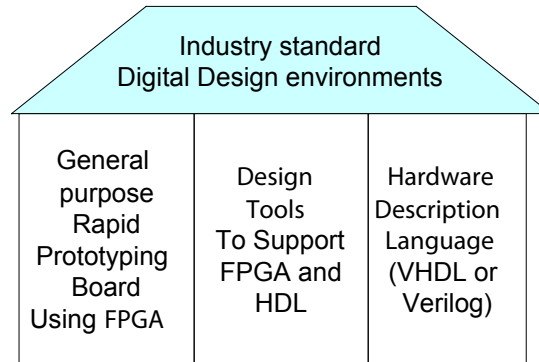 Industry standard
Digital Design environments
General
purpose
Rapid
Prototyping
Board
Using FPGA
Design
Tools
To Support
FPGA and
HDL
Hardware
Description
Language
(VHDL or
Verilog)